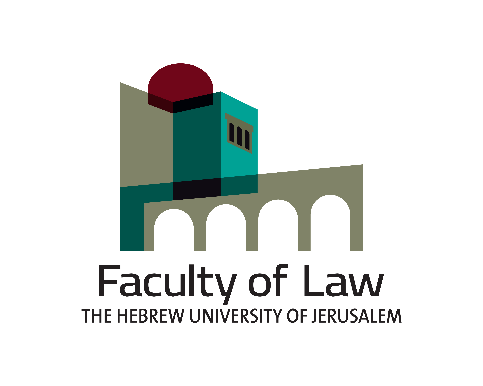 Faculty of Law
THE HEBREW UNIVERSITY OF JERUSALEM